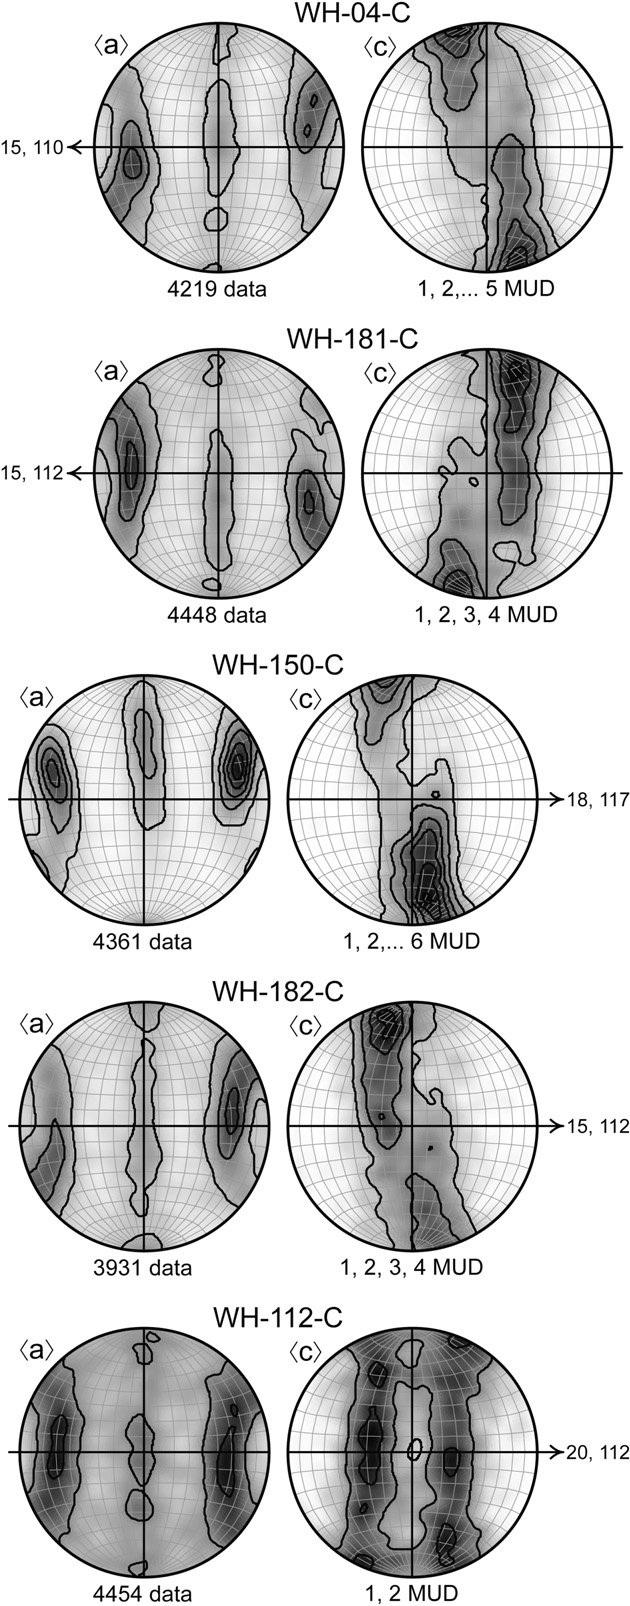 WH-04-C
⟨a⟩ ⟨c⟩
15, 110
4219 data 1, 2,... 5 MUD
WH-181-C
⟨a⟩ ⟨c⟩
15, 112
4448 data 1, 2, 3, 4 MUD
WH-150-C
⟨a⟩ ⟨c⟩
18, 117
4361 data 1, 2,... 6 MUD
WH-182-C
⟨a⟩ ⟨c⟩
15, 112
3931 data 1, 2, 3, 4 MUD
WH-112-C
⟨a⟩ ⟨c⟩
20, 112
4454 data 1, 2 MUD